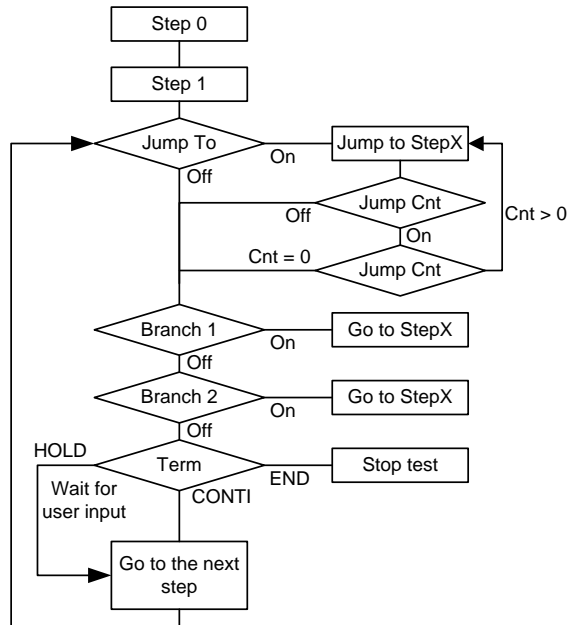 Step 0
Step 1
Jump To
On
Jump to StepX
Off
Jump Cnt
Off
On
Cnt > 0
Cnt = 0
Jump Cnt
Branch 1
On
Go to StepX
Off
Branch 2
On
Go to StepX
Off
HOLD
Term
END
Stop test
Wait for
user input
CONTI
Go to the next
step